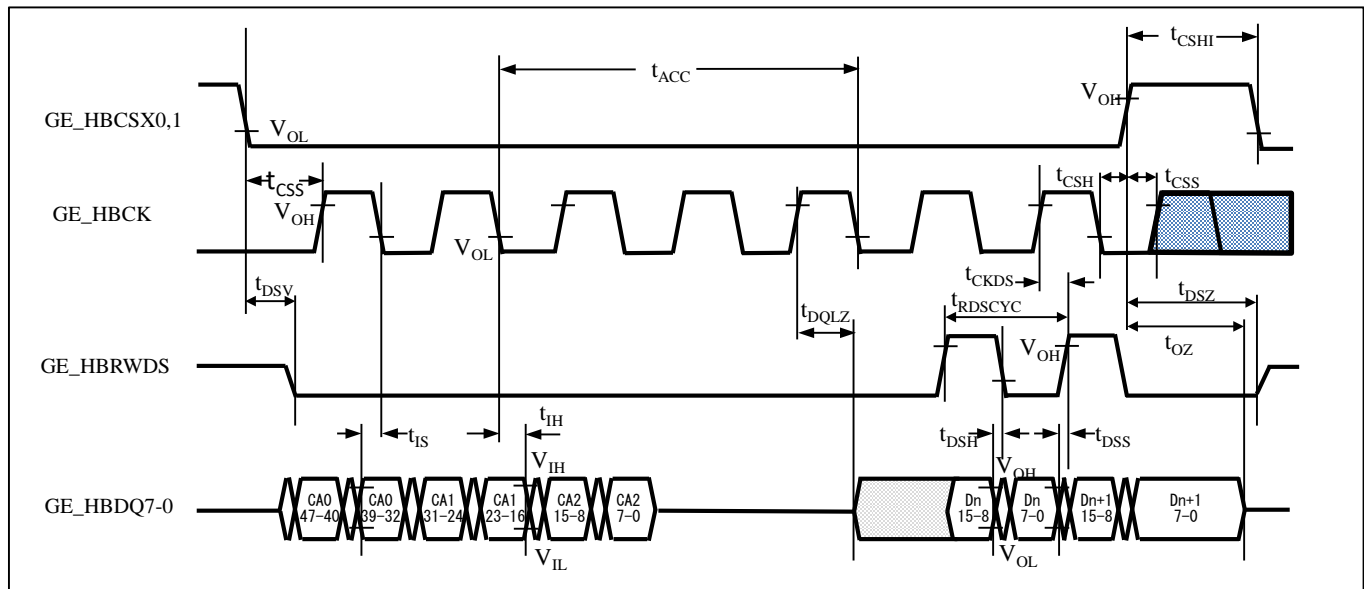 tCSHI
tACC
GE_HBCSX0,1
VOL
VOH
tCSS
tCSH
tCSS
GE_HBCK
VOH
VOL
tCKDS
tDSV
tRDSCYC
tDSZ
tDQLZ
tOZ
GE_HBRWDS
VOH
tIS
tIH
tDSH
tDSS
VIH
VOH
GE_HBDQ7-0
CA0 47-40
CA0 39-32
CA1 31-24
CA1 23-16
CA2 15-8
CA2 7-0
Dn 15-8
Dn 7-0
Dn+1 15-8
Dn+1 7-0
VIL
VOL